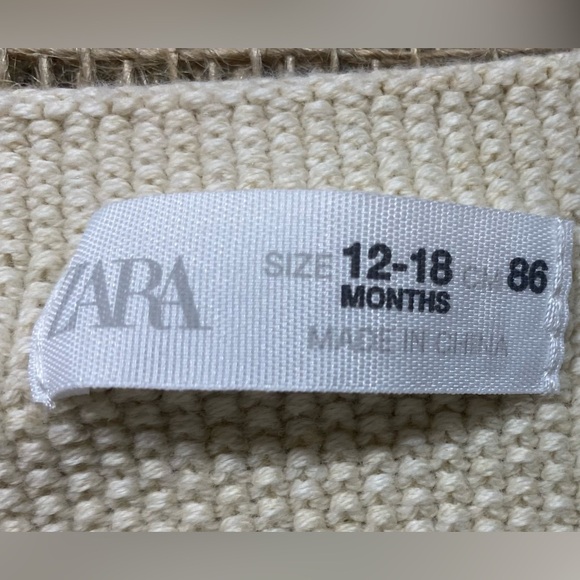 ZARA
SIZE 12-18 CM 86
MONTHS
MADE IN CHINA